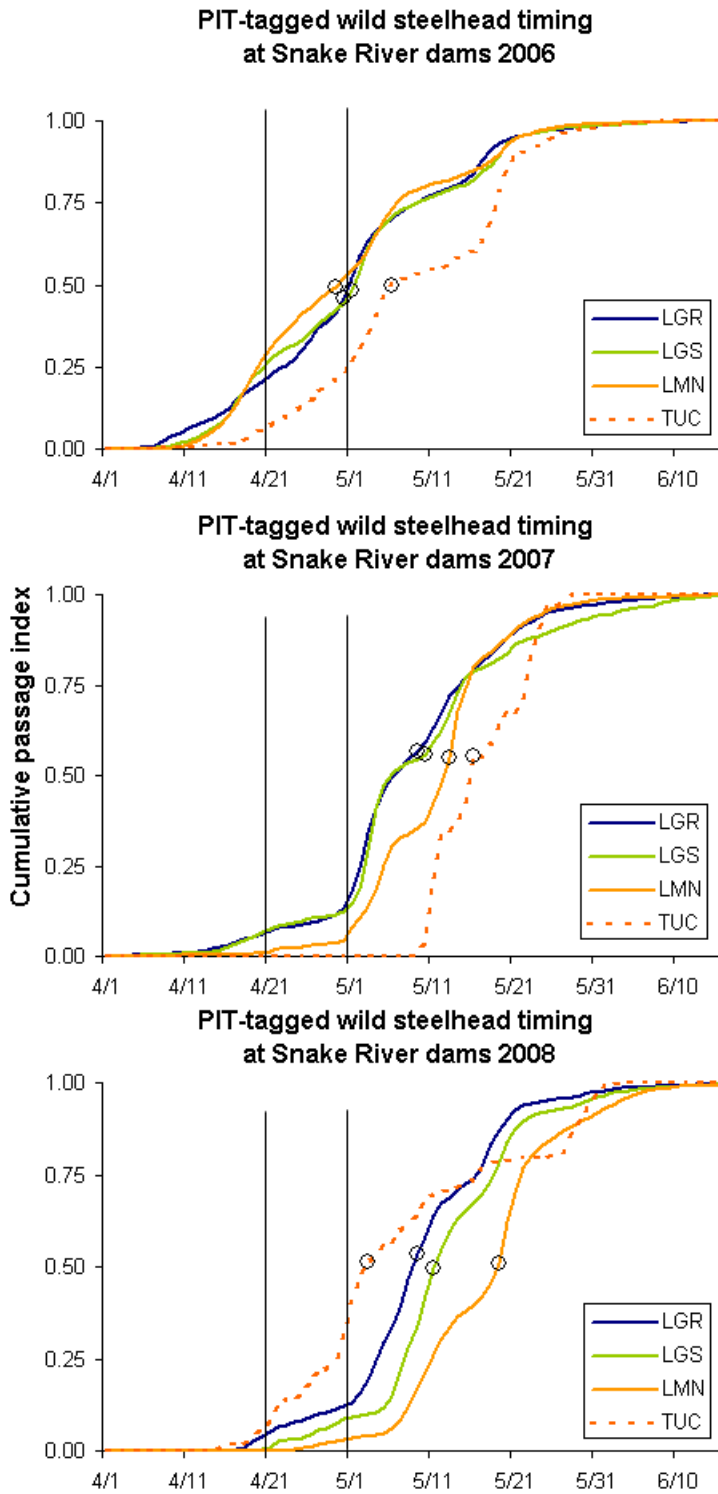 PIT-tagged wild steelhead timing
at Snake River dams 2006
1.00
0.75
0.50
0.25
0.00
LGR
LGS
LMN
TUC
4/1 4/11 4/21 5/1 5/11 5/21 5/31 6/10
PIT-tagged wild steelhead timing
at Snake River dams 2007
Cumulative passage index
1.00
0.75
0.50
0.25
0.00
LGR
LGS
LMN
TUC
4/1 4/11 4/21 5/1 5/11 5/21 5/31 6/10
PIT-tagged wild steelhead timing
at Snake River dams 2008
1.00
0.75
0.50
0.25
0.00
LGR
LGS
LMN
TUC
4/1 4/11 4/21 5/1 5/11 5/21 5/31 6/10